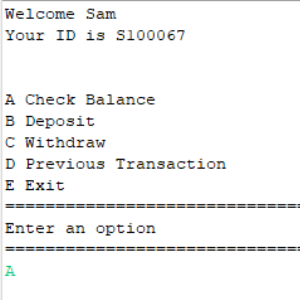 Welcome Sam
Your ID is S100067
A Check Balance
B Deposit
C Withdraw
D Previous Transaction
E Exit
==============================
Enter an option
==============================
A